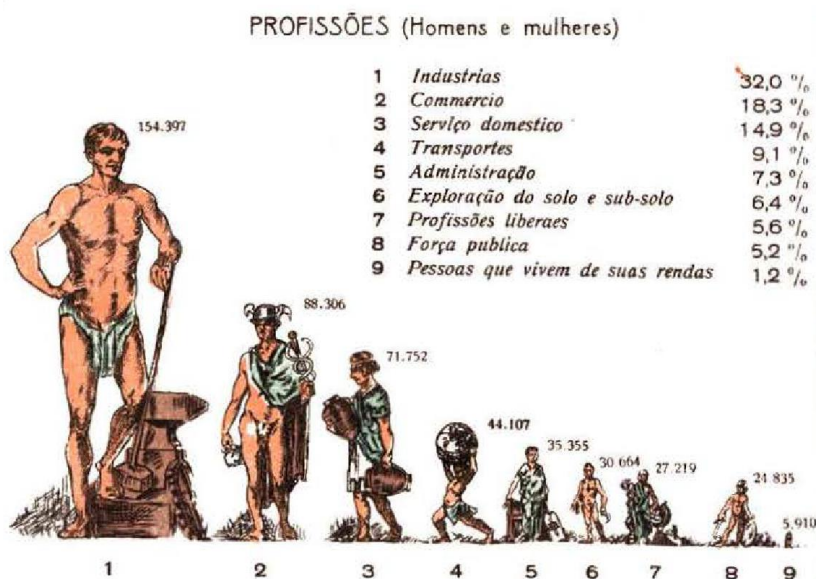 PROFISSÕES (Homens e mulheres)
1 Industrias 32,0 %
2 Commercio 18,3 %
3 Serviço domestico 14,9 %
4 Transportes 9,1 %
5 Administração 7,3 %
6 Exploração do solo e sub-solo 6,4 %
7 Profissões liberaes 5,6 %
8 Força publica 5,2 %
9 Pessoas que vivem de suas rendas 1,2 %
154.397
88.306
71.752
44.107
35.355
30 664
27.219
24 835
5.910
1 2 3 4 5 6 7 8 9